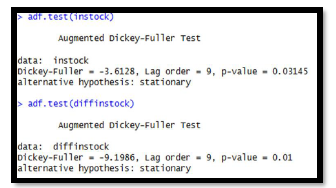 > adf.test(instock)
Augmented Dickey-Fuller Test
data: instock
Dickey-Fuller = -3.6128, Lag order = 9, p-value = 0.03145
alternative hypothesis: stationary
> adf.test(diffinstock)
Augmented Dickey-Fuller Test
data: diffinstock
Dickey-Fuller = -9.1986, Lag order = 9, p-value = 0.01
alternative hypothesis: stationary